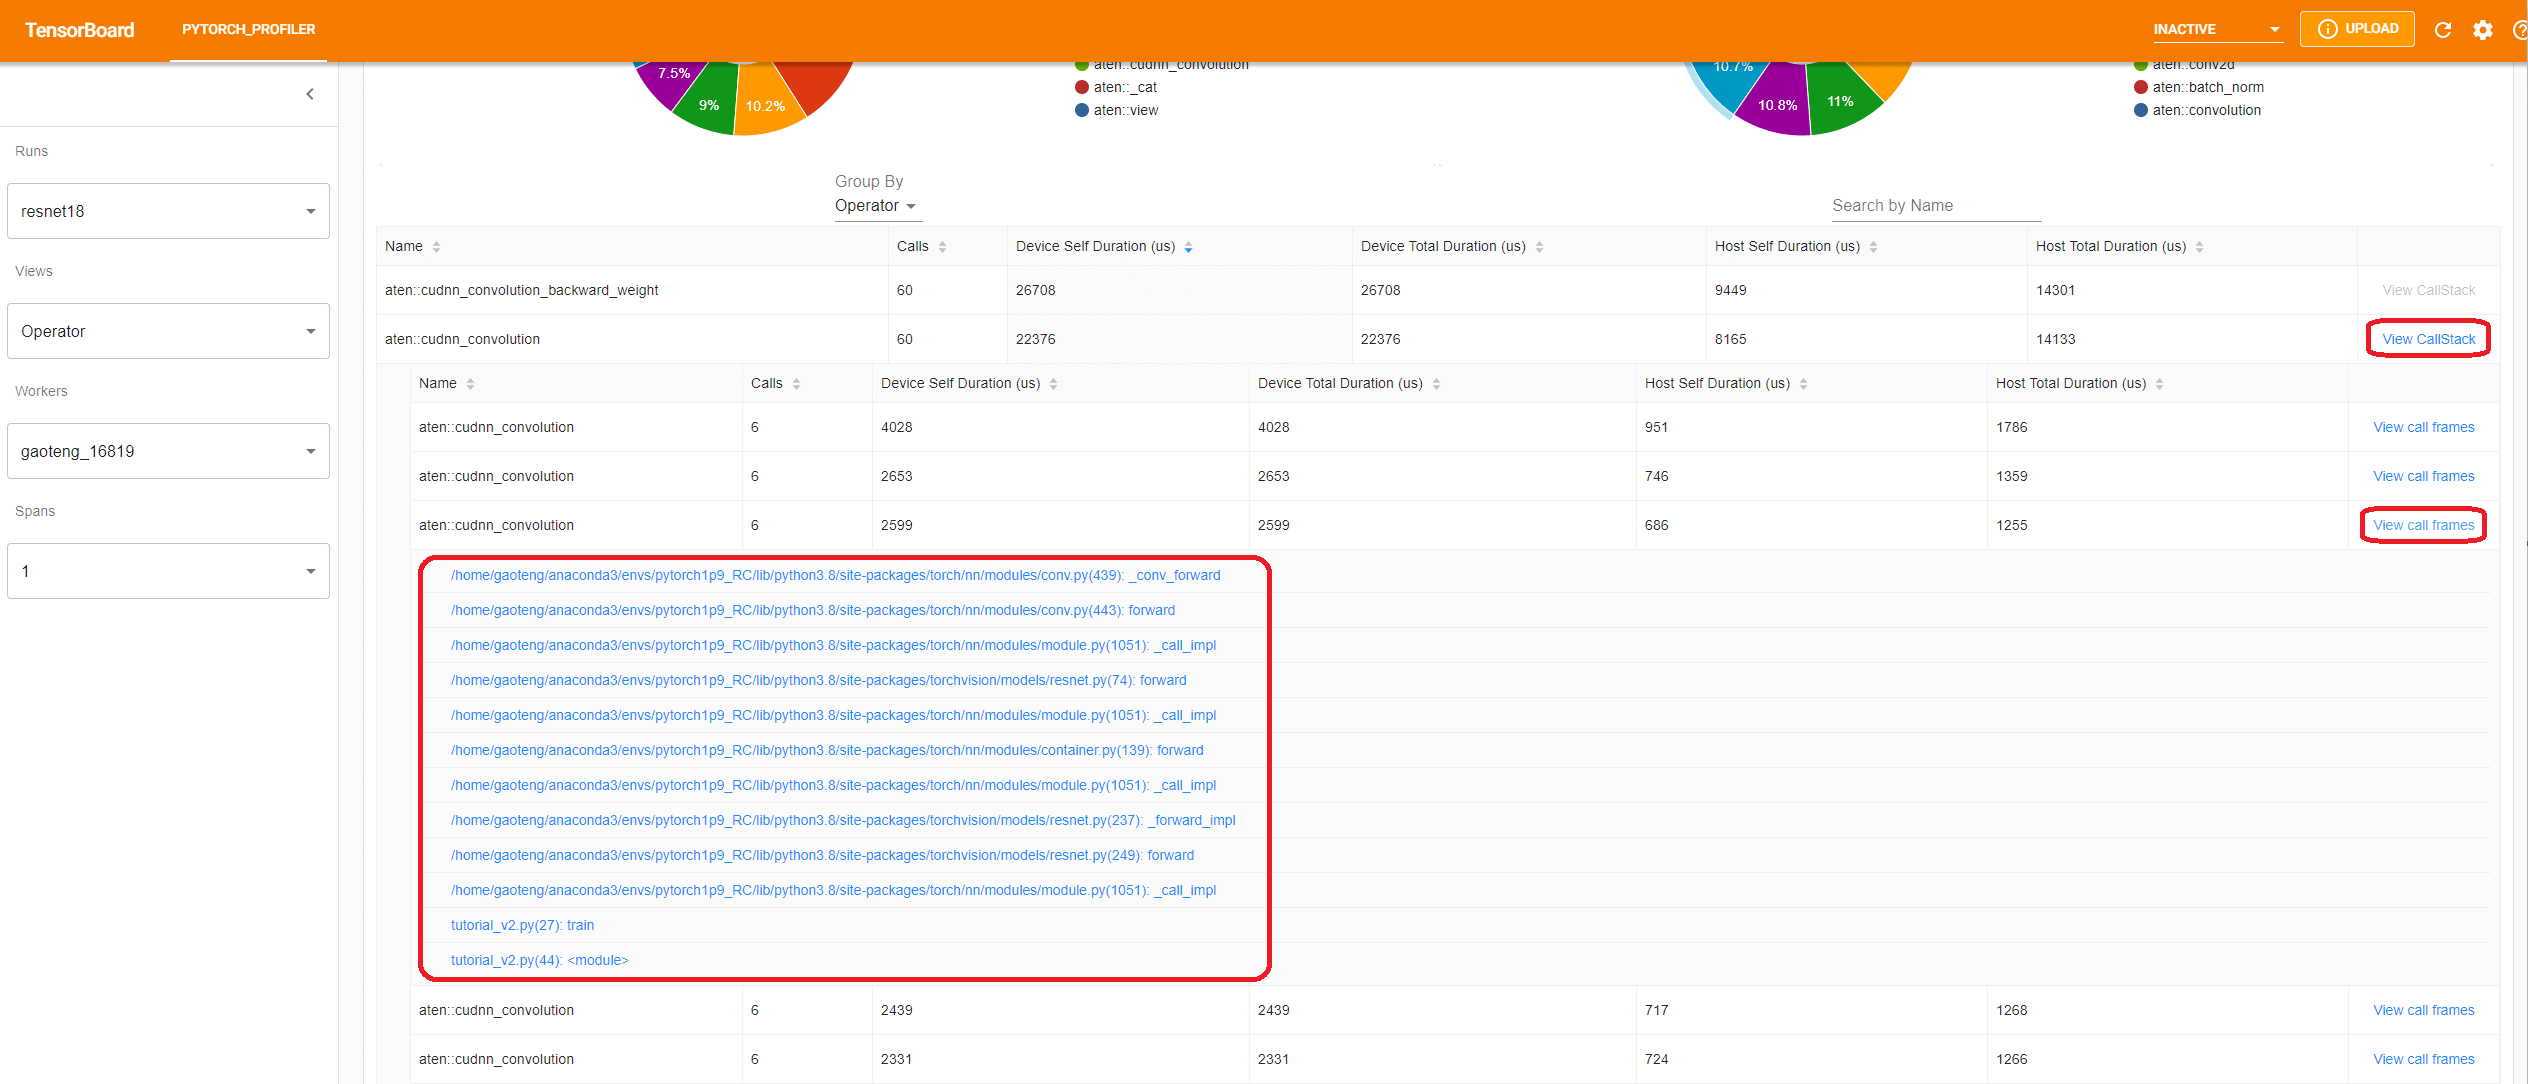 TensorBoard PYTORCH_PROFILER INACTIVE UPLOAD
7.5% 9% 10.2%
aten::cudnn_convolution
aten::_cat
aten::view
10.7% 10.8% 11%
aten::conv2d
aten::batch_norm
aten::convolution
Runs
resnet18
Views
Operator
Workers
gaoteng_16819
Spans
1
Group By
Operator
Search by Name
Name Calls Device Self Duration (us) Device Total Duration (us) Host Self Duration (us) Host Total Duration (us)
aten::cudnn_convolution_backward_weight 60 26708 26708 9449 14301 View CallStack
aten::cudnn_convolution 60 22376 22376 8165 14133 View CallStack
Name Calls Device Self Duration (us) Device Total Duration (us) Host Self Duration (us) Host Total Duration (us)
aten::cudnn_convolution 6 4028 4028 951 1786 View call frames
aten::cudnn_convolution 6 2653 2653 746 1359 View call frames
aten::cudnn_convolution 6 2599 2599 686 1255 View call frames
/home/gaoteng/anaconda3/envs/pytorch1p9_RC/lib/python3.8/site-packages/torch/nn/modules/conv.py(439): _conv_forward
/home/gaoteng/anaconda3/envs/pytorch1p9_RC/lib/python3.8/site-packages/torch/nn/modules/conv.py(443): forward
/home/gaoteng/anaconda3/envs/pytorch1p9_RC/lib/python3.8/site-packages/torch/nn/modules/module.py(1051): _call_impl
/home/gaoteng/anaconda3/envs/pytorch1p9_RC/lib/python3.8/site-packages/torchvision/models/resnet.py(74): forward
/home/gaoteng/anaconda3/envs/pytorch1p9_RC/lib/python3.8/site-packages/torch/nn/modules/module.py(1051): _call_impl
/home/gaoteng/anaconda3/envs/pytorch1p9_RC/lib/python3.8/site-packages/torch/nn/modules/container.py(139): forward
/home/gaoteng/anaconda3/envs/pytorch1p9_RC/lib/python3.8/site-packages/torch/nn/modules/module.py(1051): _call_impl
/home/gaoteng/anaconda3/envs/pytorch1p9_RC/lib/python3.8/site-packages/torchvision/models/resnet.py(237): _forward_impl
/home/gaoteng/anaconda3/envs/pytorch1p9_RC/lib/python3.8/site-packages/torchvision/models/resnet.py(249): forward
/home/gaoteng/anaconda3/envs/pytorch1p9_RC/lib/python3.8/site-packages/torch/nn/modules/module.py(1051): _call_impl
tutorial_v2.py(27): train
tutorial_v2.py(44): <module>
aten::cudnn_convolution 6 2439 2439 717 1268 View call frames
aten::cudnn_convolution 6 2331 2331 724 1266 View call frames